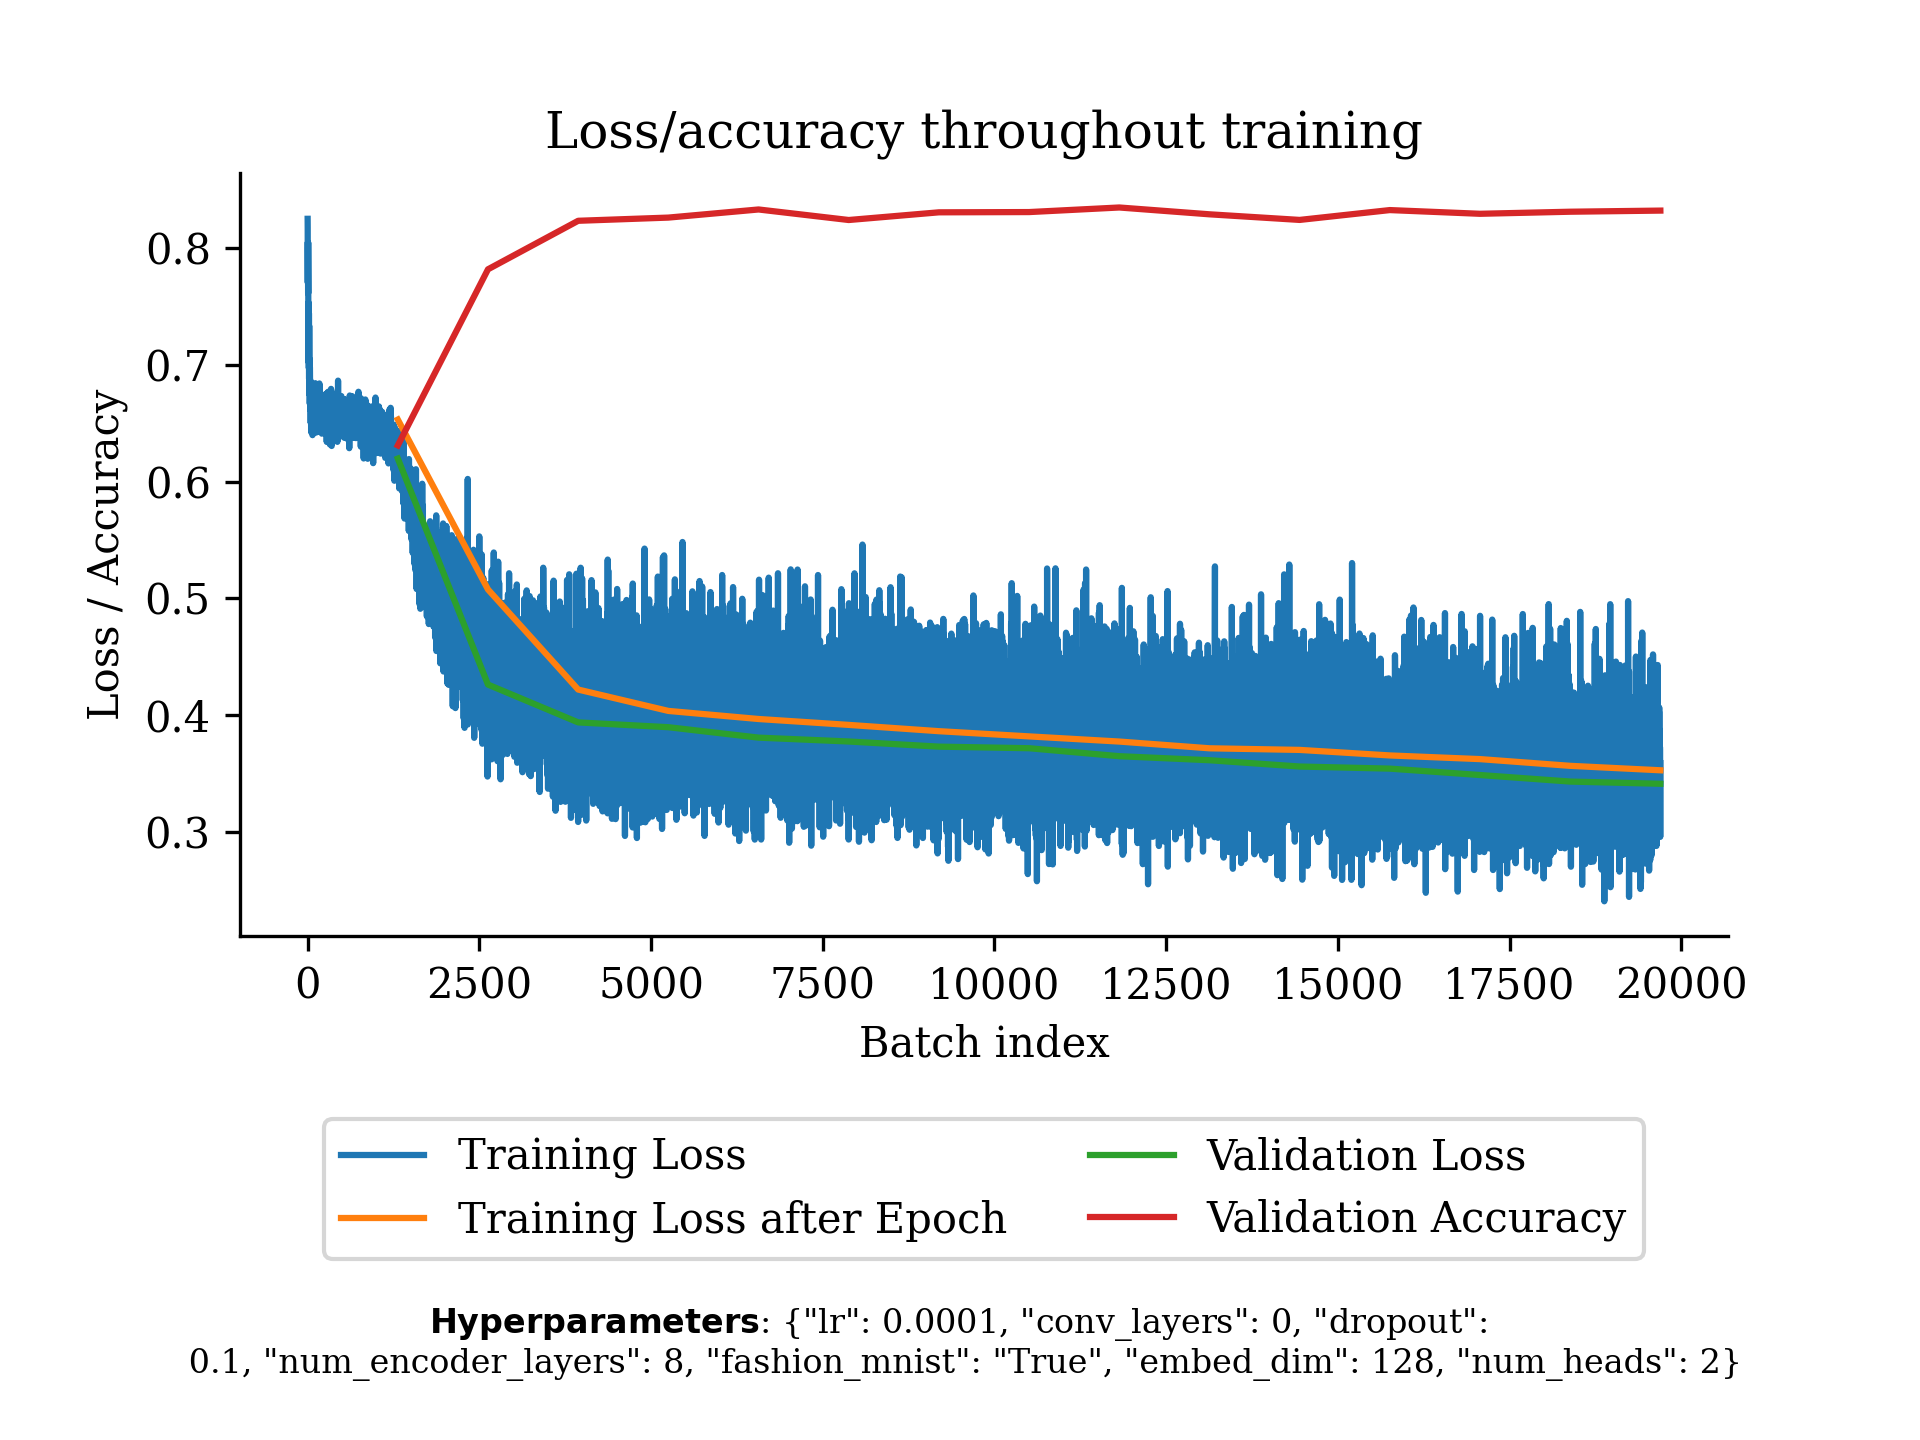 Loss/accuracy throughout training
Loss / Accuracy
0.8
0.7
0.6
0.5
0.4
0.3
0 2500 5000 7500 10000 12500 15000 17500 20000
Batch index
Training Loss
Training Loss after Epoch
Validation Loss
Validation Accuracy
Hyperparameters: {"lr": 0.0001, "conv_layers": 0, "dropout":
0.1, "num_encoder_layers": 8, "fashion_mnist": "True", "embed_dim": 128, "num_heads": 2}